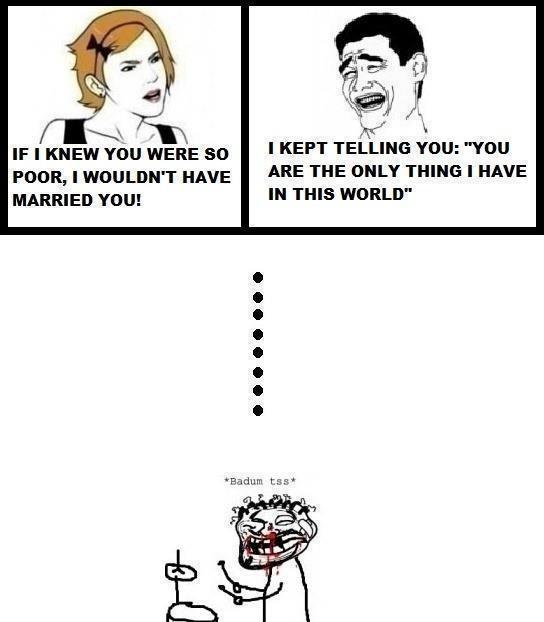 IF I KNEW YOU WERE SO
POOR, I WOULDN'T HAVE
MARRIED YOU!
I KEPT TELLING YOU: "YOU
ARE THE ONLY THING I HAVE
IN THIS WORLD"
*Badum tss*